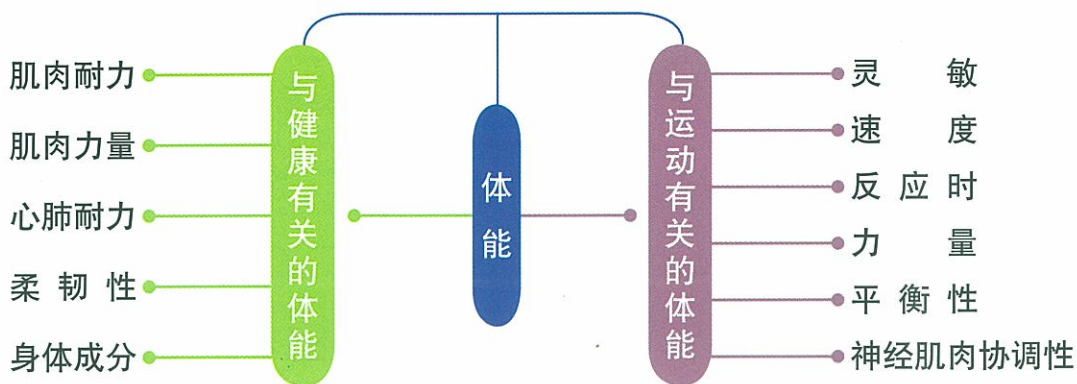 肌肉耐力
肌肉力量
心肺耐力
柔韧性
身体成分
与健康有关的体能
体能
与运动有关的体能
灵敏
速度
反应时
力量
平衡性
神经肌肉协调性